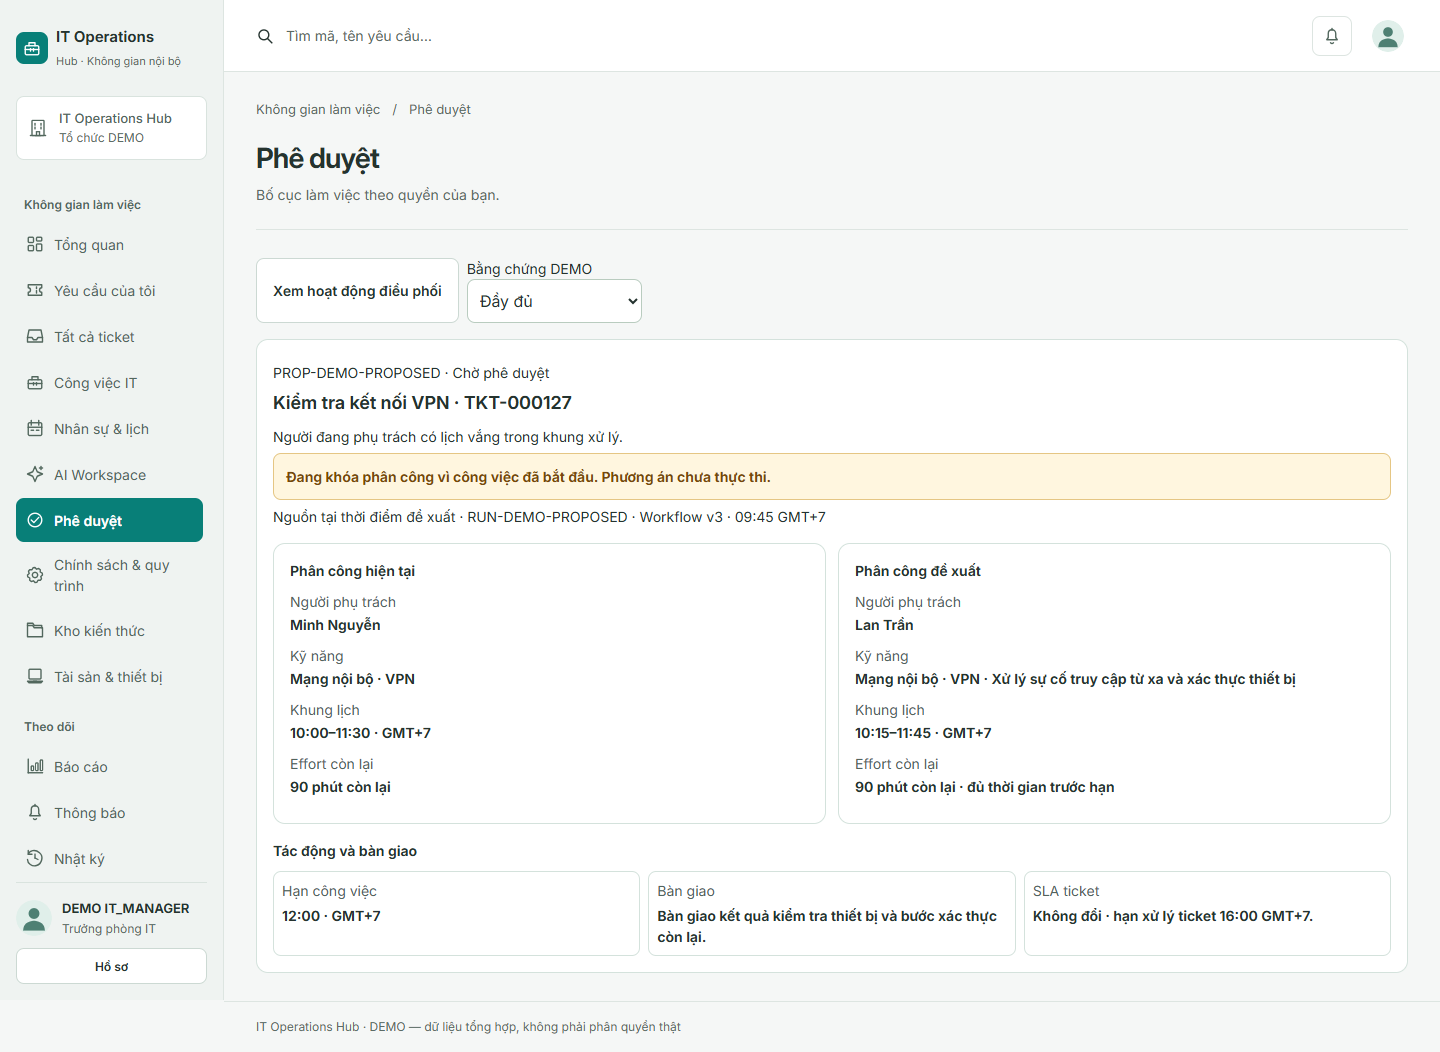 IT Operations
Hub · Không gian nội bộ
IT Operations Hub
Tổ chức DEMO
Không gian làm việc
Tổng quan
Yêu cầu của tôi
Tất cả ticket
Công việc IT
Nhân sự & lịch
AI Workspace
Phê duyệt
Chính sách & quy
trình
Kho kiến thức
Tài sản & thiết bị
Theo dõi
Báo cáo
Thông báo
Nhật ký
DEMO IT_MANAGER
Trưởng phòng IT
Hồ sơ
Tìm mã, tên yêu cầu...
Không gian làm việc / Phê duyệt
Phê duyệt
Bố cục làm việc theo quyền của bạn.
Xem hoạt động điều phối
Bằng chứng DEMO
Đầy đủ
PROP-DEMO-PROPOSED · Chờ phê duyệt
Kiểm tra kết nối VPN · TKT-000127
Người đang phụ trách có lịch vắng trong khung xử lý.
Đang khóa phân công vì công việc đã bắt đầu. Phương án chưa thực thi.
Nguồn tại thời điểm đề xuất · RUN-DEMO-PROPOSED · Workflow v3 · 09:45 GMT+7
Phân công hiện tại
Người phụ trách
Minh Nguyễn
Kỹ năng
Mạng nội bộ · VPN
Khung lịch
10:00–11:30 · GMT+7
Effort còn lại
90 phút còn lại
Phân công đề xuất
Người phụ trách
Lan Trần
Kỹ năng
Mạng nội bộ · VPN · Xử lý sự cố truy cập từ xa và xác thực thiết bị
Khung lịch
10:15–11:45 · GMT+7
Effort còn lại
90 phút còn lại · đủ thời gian trước hạn
Tác động và bàn giao
Hạn công việc
12:00 · GMT+7
Bàn giao
Bàn giao kết quả kiểm tra thiết bị và bước xác thực
còn lại.
SLA ticket
Không đổi · hạn xử lý ticket 16:00 GMT+7.
IT Operations Hub · DEMO — dữ liệu tổng hợp, không phải phân quyền thật